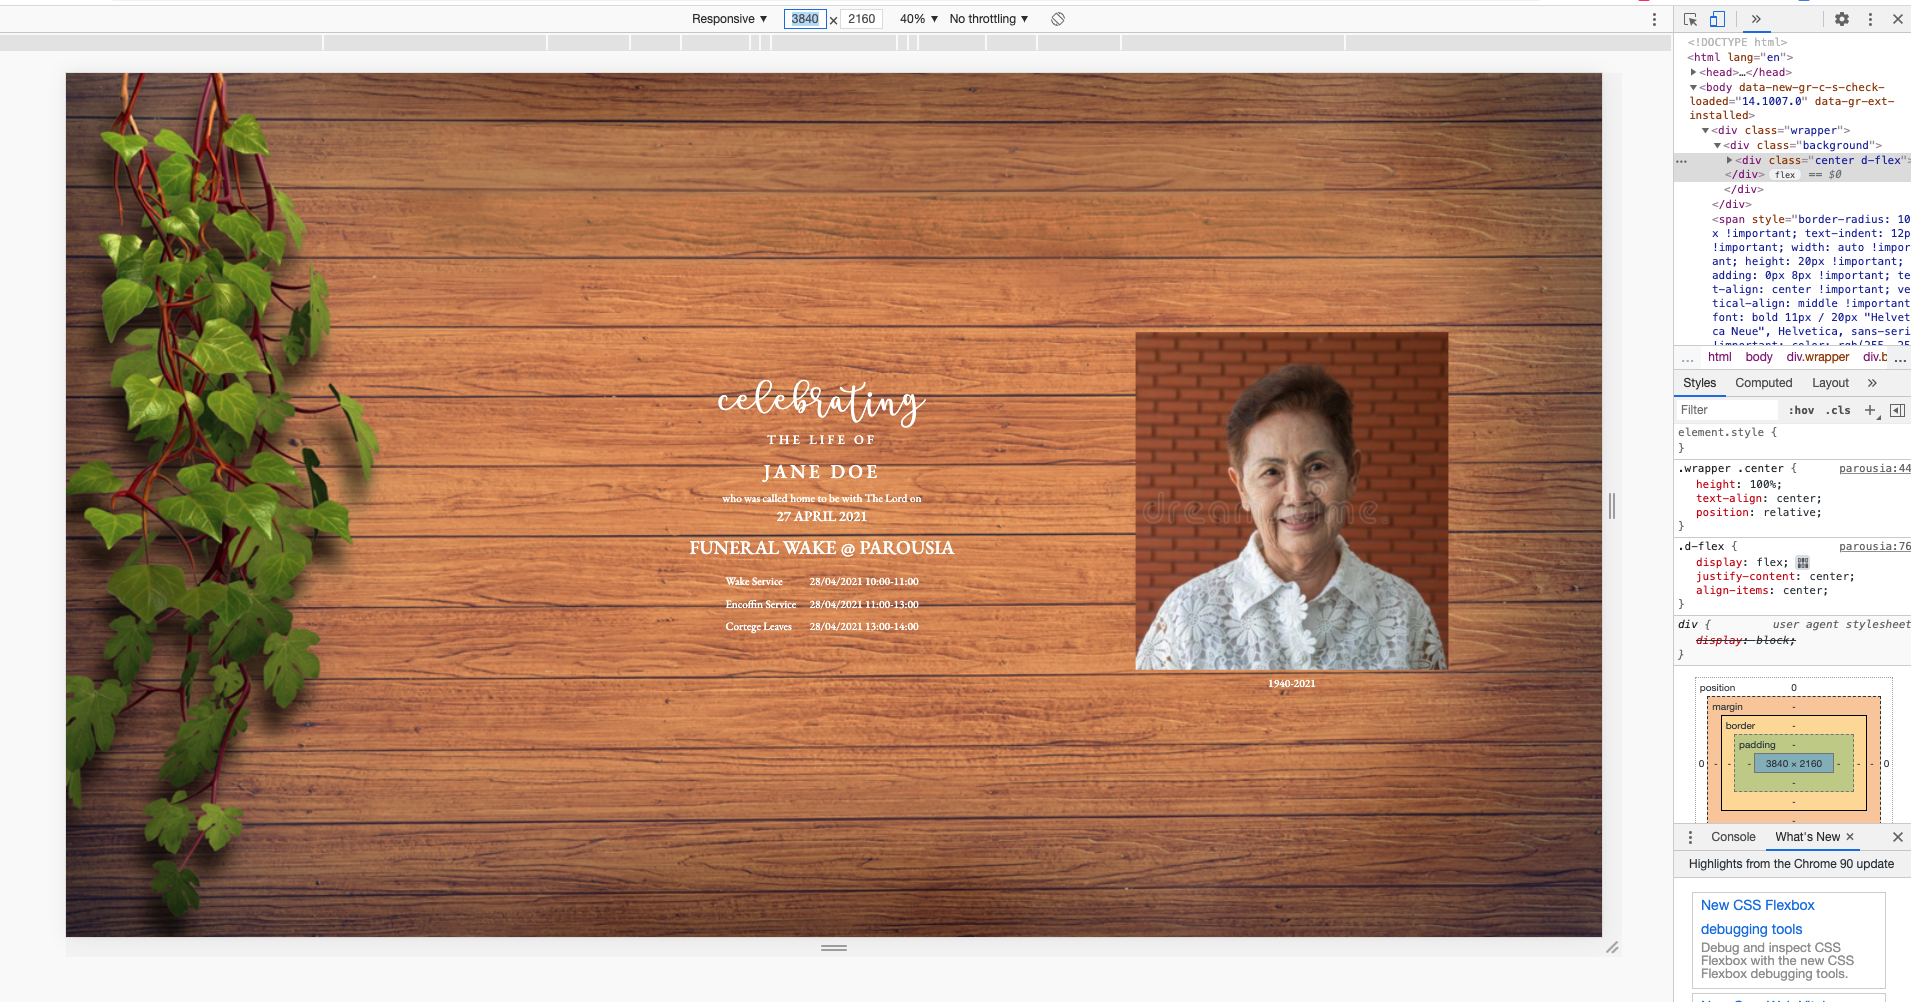 Responsive ▼ 3840 × 2160 40% ▼ No throttling ▼
celebrating
THE LIFE OF
JANE DOE
who was called home to be with The Lord on
27 APRIL 2021
FUNERAL WAKE @ PAROUSIA
Wake Service 28/04/2021 10:00-11:00
Encoffin Service 28/04/2021 11:00-13:00
Cortege Leaves 28/04/2021 13:00-14:00
1940-2021
<!DOCTYPE html>
<html lang="en">
<head>…</head>
<body data-new-gr-c-s-check-
loaded="14.1007.0" data-gr-ext-
installed>
<div class="wrapper">
<div class="background">
<div class="center d-flex">
</div> flex == $0
</div>
</div>
<span style="border-radius: 10
x !important; text-indent: 12p
!important; width: auto !impor
ant; height: 20px !important;
adding: 0px 8px !important; te
t-align: center !important; ve
tical-align: middle !important
font: bold 11px / 20px "Helvet
ca Neue", Helvetica, sans-seri
!important; color: rgb(255, 25
… html body div.wrapper div.b …
Styles Computed Layout »
Filter :hov .cls +
element.style {
}
.wrapper .center { parousia:44
height: 100%;
text-align: center;
position: relative;
}
.d-flex { parousia:76
display: flex;
justify-content: center;
align-items: center;
}
div { user agent stylesheet
display: block;
}
position 0
margin -
border -
padding -
0 - - - 3840 × 2160 - - - 0
-
-
-
Console What's New ×
Highlights from the Chrome 90 update
New CSS Flexbox
debugging tools
Debug and inspect CSS
Flexbox with the new CSS
Flexbox debugging tools.